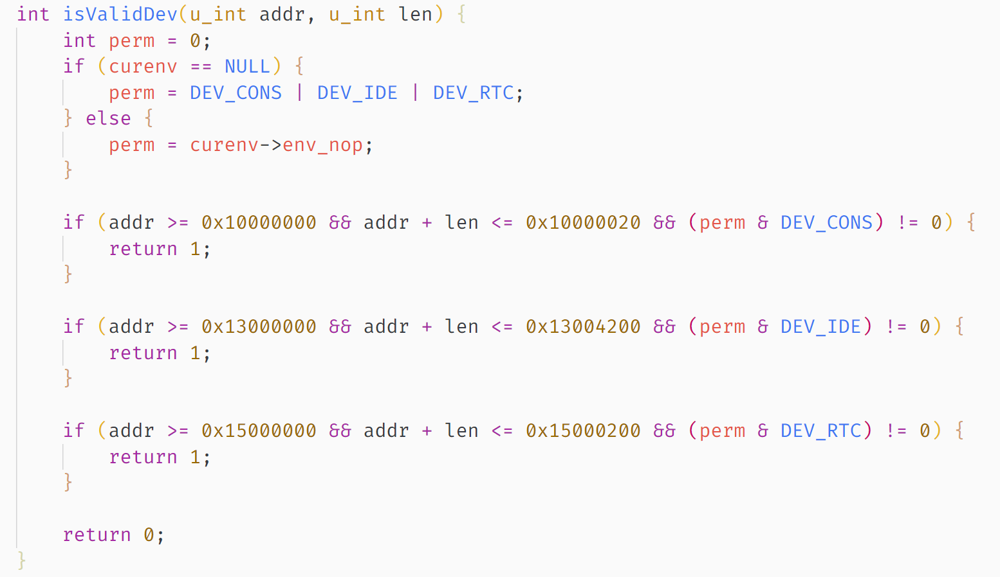 int isValidDev(u_int addr, u_int len) {
    int perm = 0;
    if (curenv == NULL) {
        perm = DEV_CONS | DEV_IDE | DEV_RTC;
    } else {
        perm = curenv->env_nop;
    }

    if (addr >= 0x10000000 && addr + len <= 0x10000020 && (perm & DEV_CONS) != 0) {
        return 1;
    }

    if (addr >= 0x13000000 && addr + len <= 0x13004200 && (perm & DEV_IDE) != 0) {
        return 1;
    }

    if (addr >= 0x15000000 && addr + len <= 0x15000200 && (perm & DEV_RTC) != 0) {
        return 1;
    }

    return 0;
}